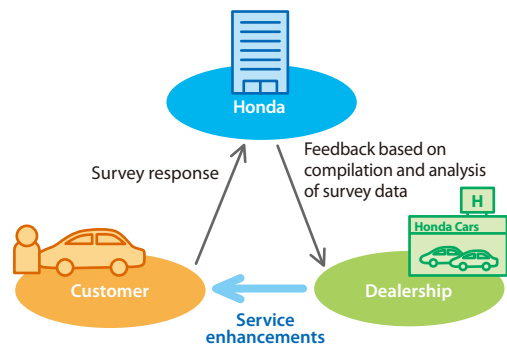 Honda
Survey response
Feedback based on
compilation and analysis
of survey data
H
Honda Cars
Customer
Dealership
Service
enhancements